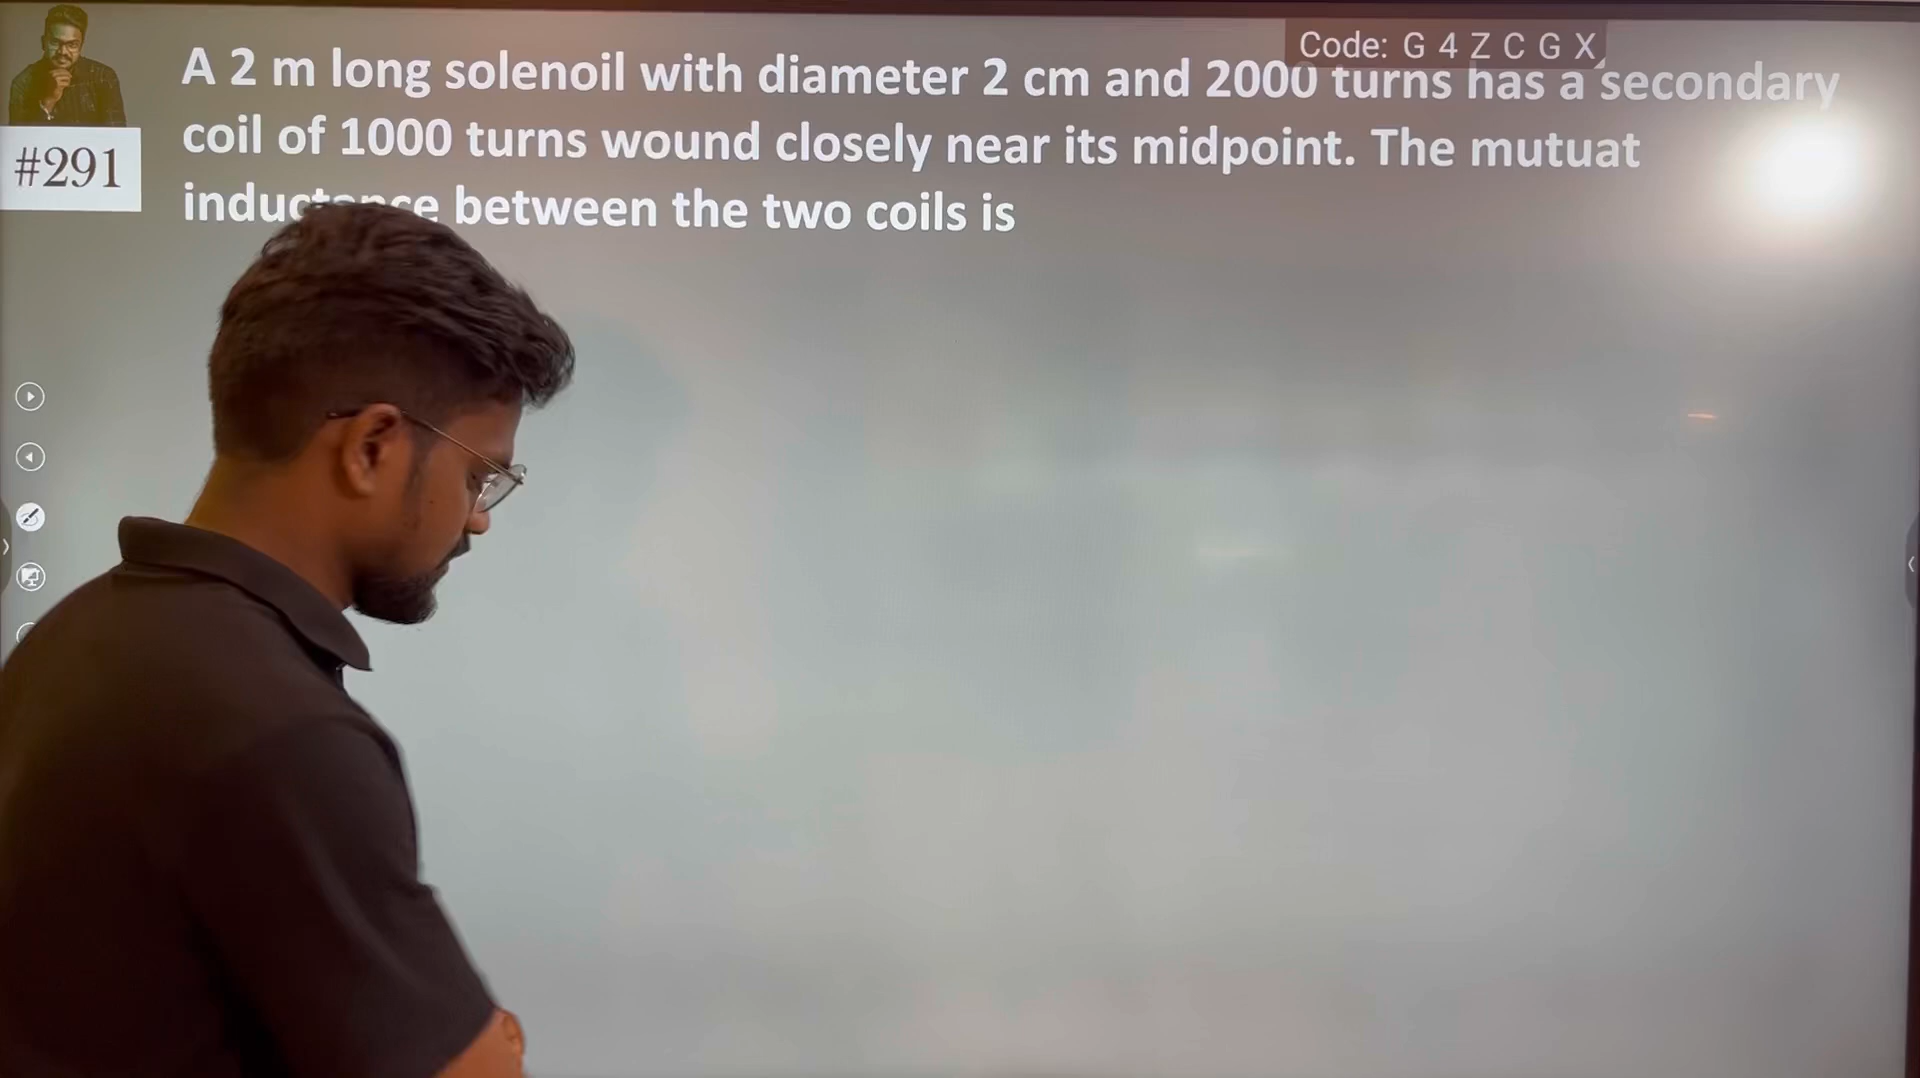 Code: G 4 Z C G X
A 2 m long solenoil with diameter 2 cm and 2000 turns has a secondary
#291
coil of 1000 turns wound closely near its midpoint. The mutuat
inductance between the two coils is